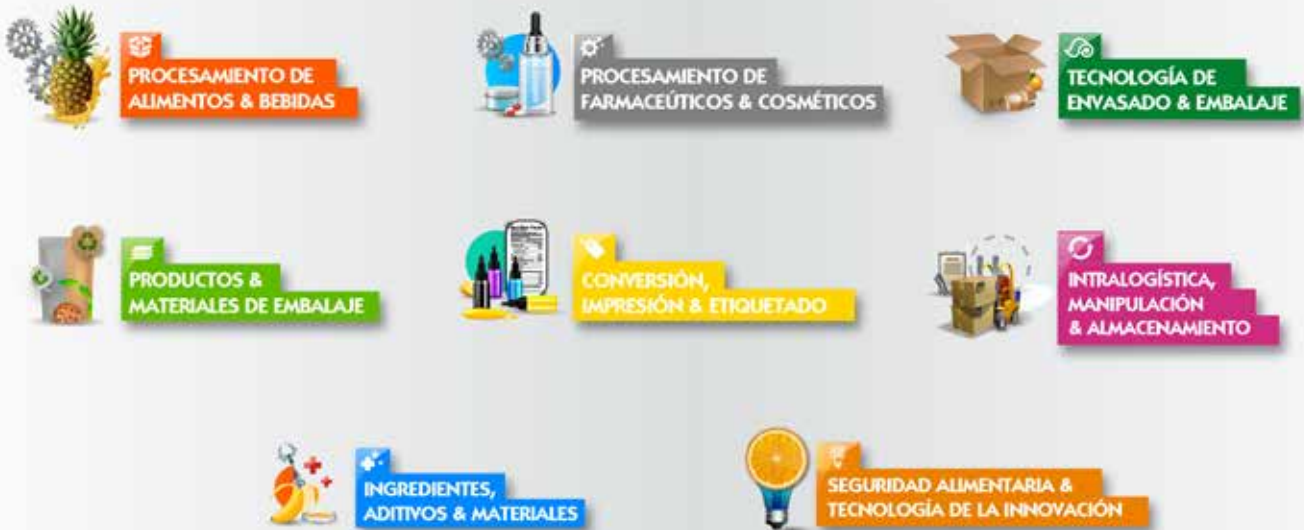 PROCESAMIENTO DE
ALIMENTOS & BEBIDAS
PROCESAMIENTO DE
FARMACEÚTICOS & COSMÉTICOS
TECNOLOGÍA DE
ENVASADO & EMBALAJE
PRODUCTOS &
MATERIALES DE EMBALAJE
CONVERSIÓN,
IMPRESIÓN & ETIQUETADO
INTRALOGÍSTICA,
MANIPULACIÓN
& ALMACENAMIENTO
INGREDIENTES,
ADITIVOS & MATERIALES
SEGURIDAD ALIMENTARIA &
TECNOLOGÍA DE LA INNOVACIÓN